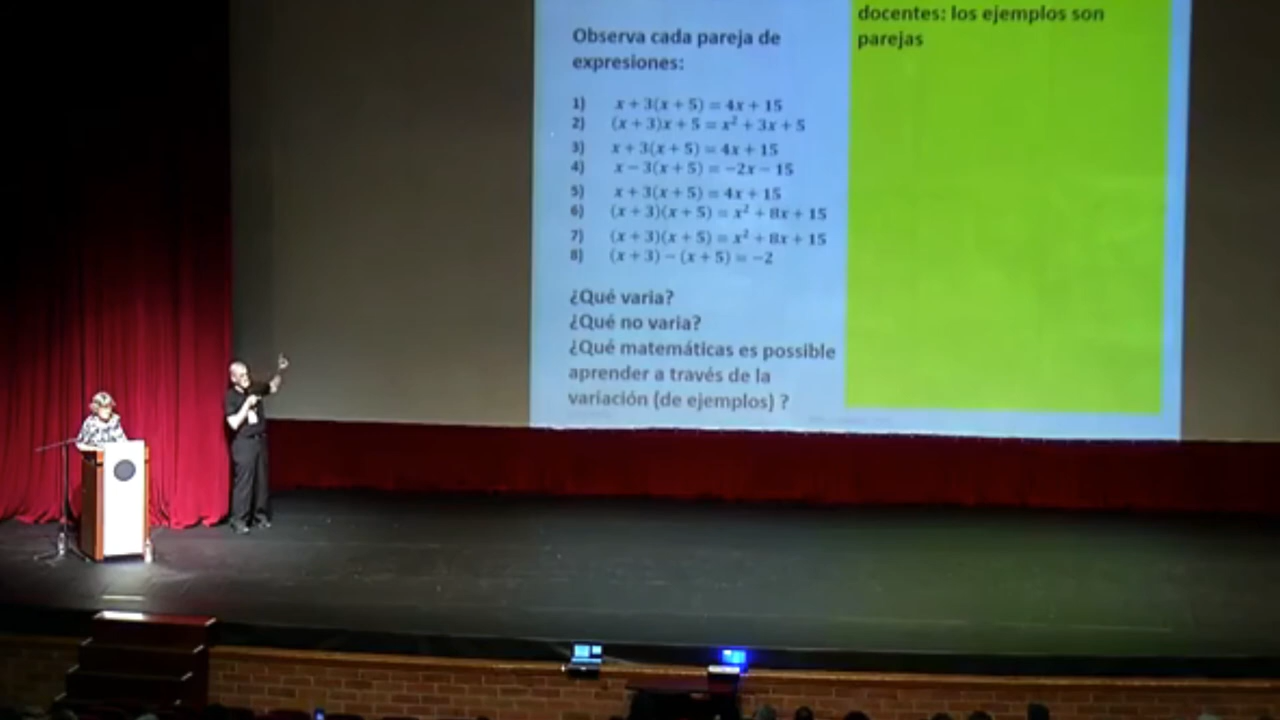 Observa cada pareja de
expresiones:
1) x + 3(x + 5) = 4x + 15
2) (x + 3)x + 5 = x² + 3x + 5
3) x + 3(x + 5) = 4x + 15
4) x − 3(x + 5) = −2x − 15
5) x + 3(x + 5) = 4x + 15
6) (x + 3)(x + 5) = x² + 8x + 15
7) (x + 3)(x + 5) = x² + 8x + 15
8) (x + 3) − (x + 5) = −2
¿Qué varia?
¿Qué no varia?
¿Qué matemáticas es posible
aprender a través de la
variación (de ejemplos) ?
docentes: los ejemplos son
parejas